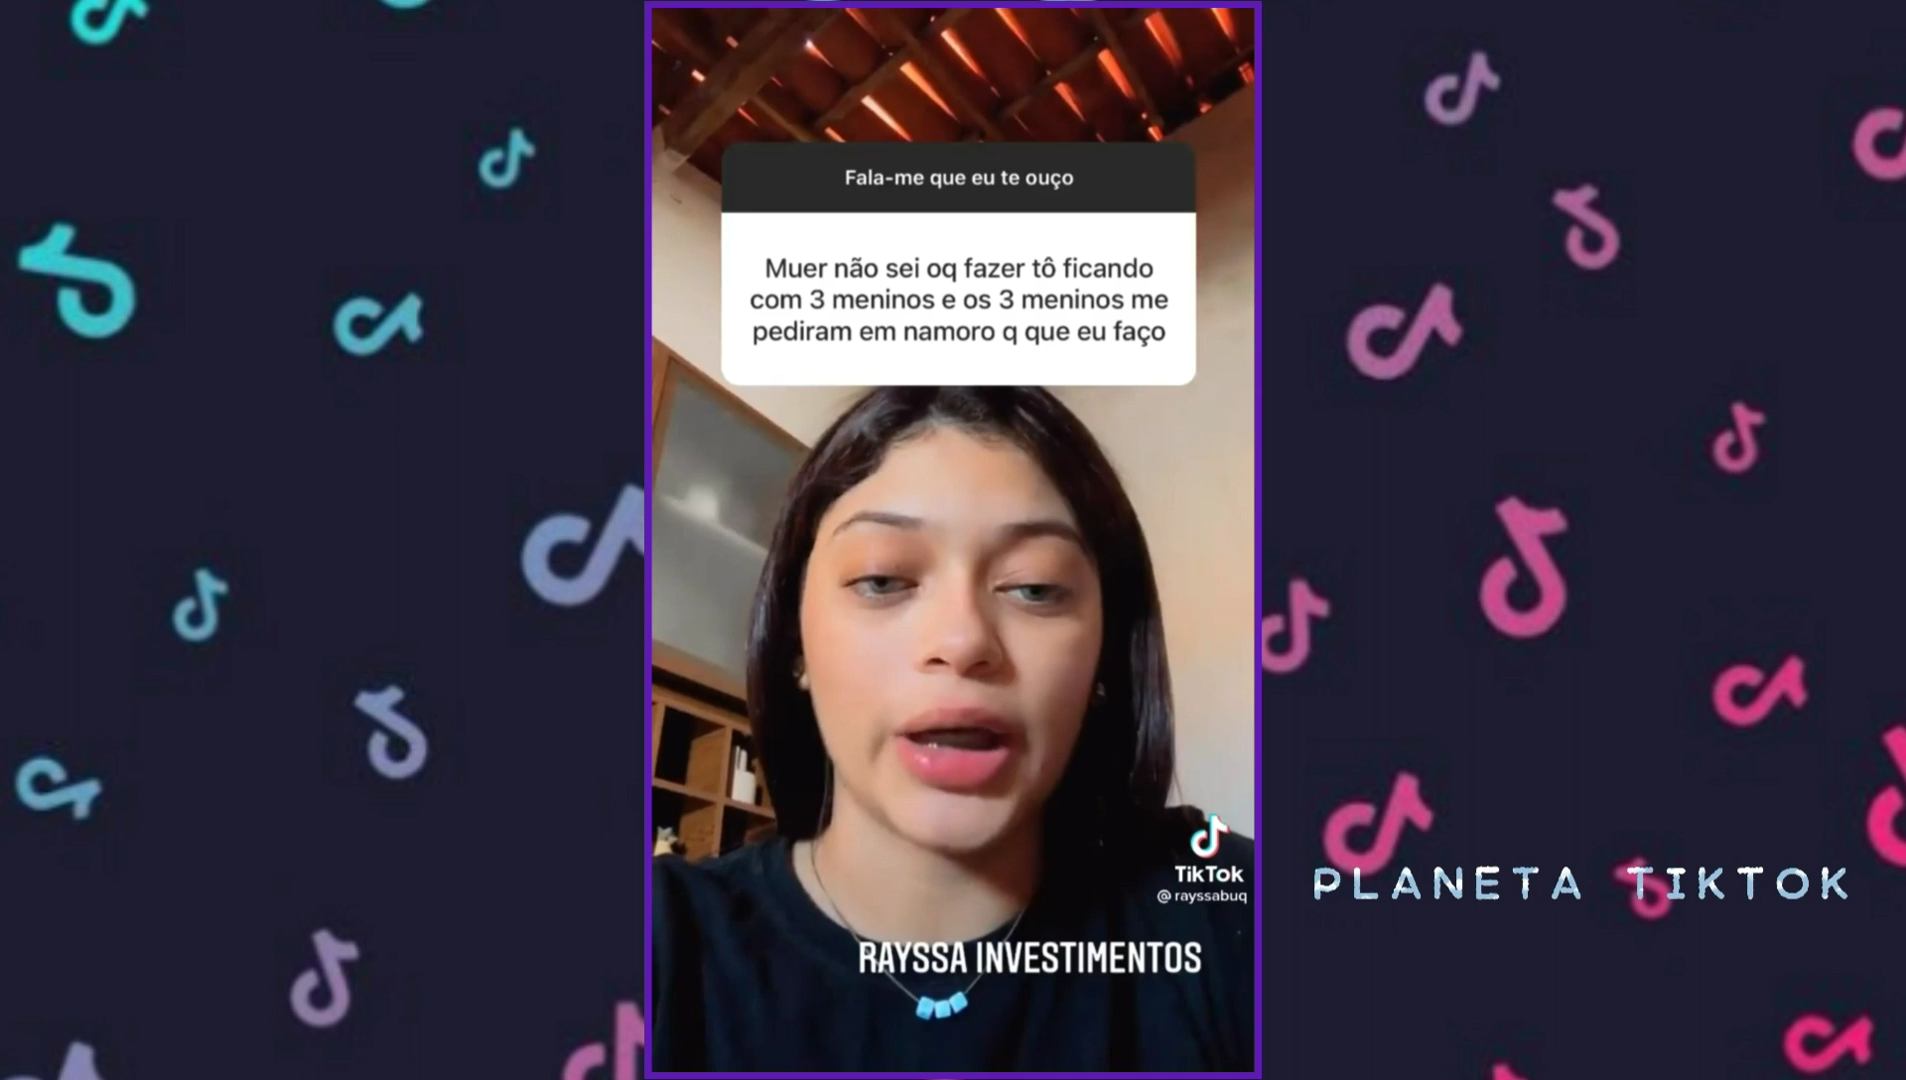 Fala-me que eu te ouço
Muer não sei oq fazer tô ficando
com 3 meninos e os 3 meninos me
pediram em namoro q que eu faço
TikTok
@rayssabuq
PLANETA TIKTOK
RAYSSA INVESTIMENTOS